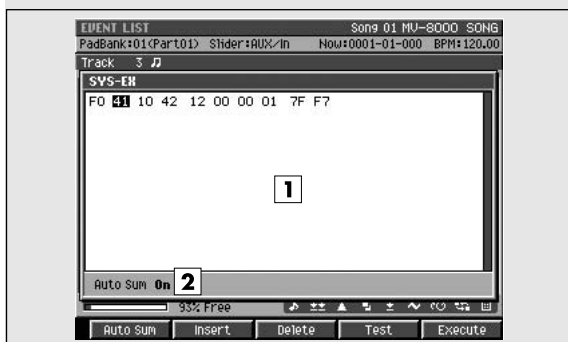 EVENT LIST Song 01 MV-8000 SONG
PadBank:01(Part01) Slider:AUX/In Now:0001-01-000 BPM:120.00
Track 3
SYS-EX
F0 41 10 42 12 00 00 01 7F F7
1
Auto Sum On 2
93% Free
Auto Sum Insert Delete Test Execute